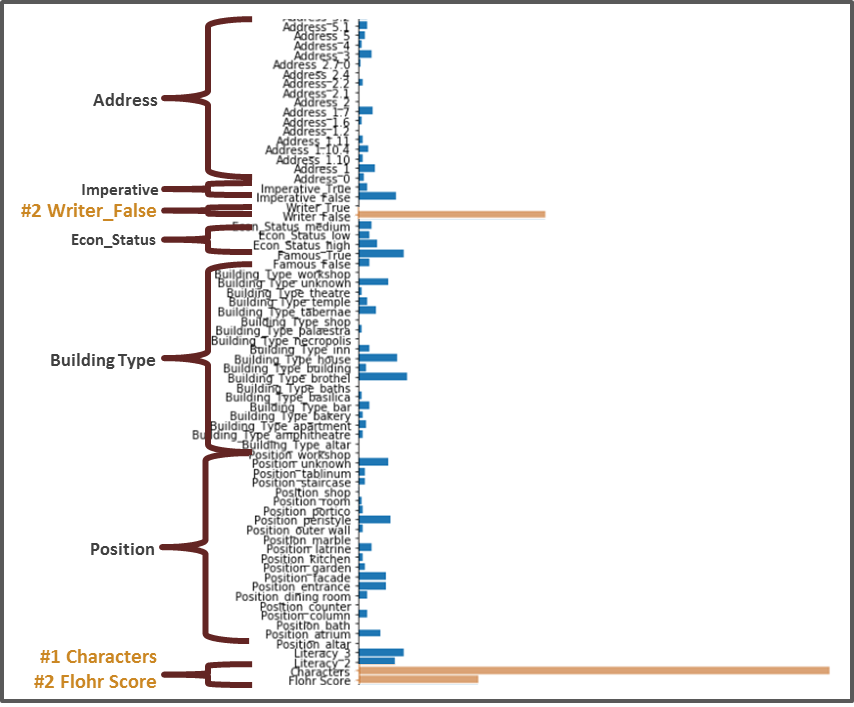 Address
Imperative
#2 Writer_False
Econ_Status
Building Type
Position
#1 Characters
#2 Flohr Score
Address_5.1
Address_5
Address_4
Address_3
Address_2.7.0
Address_2.4
Address_2.2
Address_2.1
Address_2
Address_1.7
Address_1.6
Address_1.2
Address_1.11
Address_1.10.4
Address_1.10
Address_1
Address_0
Imperative_True
Imperative_False
Writer_True
Writer_False
Econ_Status_medium
Econ_Status_low
Econ_Status_high
Famous_True
Famous_False
Building_Type_workshop
Building_Type_unknown
Building_Type_theatre
Building_Type_temple
Building_Type_tabernae
Building_Type_shop
Building_Type_palaestra
Building_Type_necropolis
Building_Type_inn
Building_Type_house
Building_Type_building
Building_Type_brothel
Building_Type_baths
Building_Type_basilica
Building_Type_bar
Building_Type_bakery
Building_Type_apartment
Building_Type_amphitheatre
Building_Type_altar
Position_workshop
Position_unknown
Position_tablinum
Position_staircase
Position_shop
Position_room
Position_portico
Position_peristyle
Position_outer wall
Position_marble
Position_latrine
Position_kitchen
Position_garden
Position_facade
Position_entrance
Position_dining room
Position_counter
Position_column
Position_bath
Position_atrium
Position_altar
Literacy_3
Literacy_2
Characters
Flohr Score